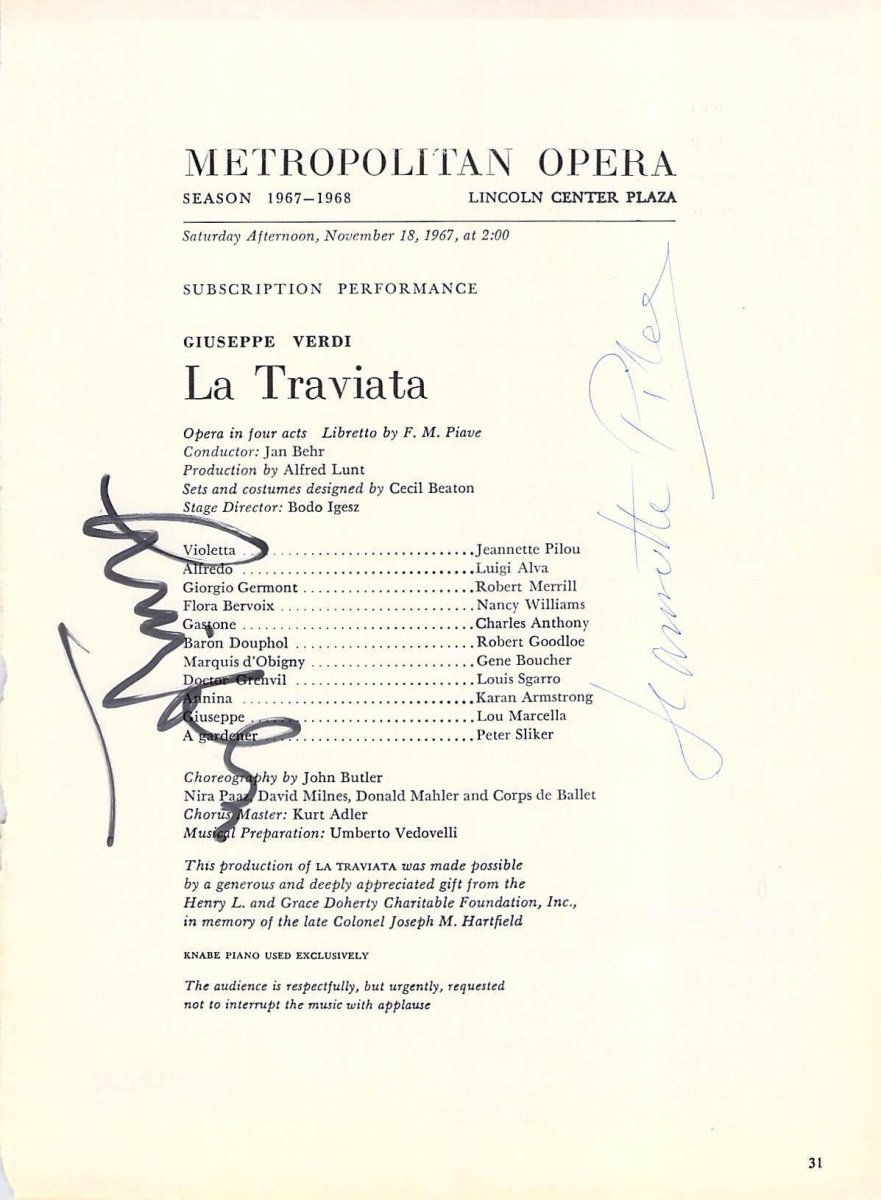 METROPOLITAN OPERA
SEASON 1967–1968 LINCOLN CENTER PLAZA
Saturday Afternoon, November 18, 1967, at 2:00
SUBSCRIPTION PERFORMANCE
GIUSEPPE VERDI
La Traviata
Opera in four acts Libretto by F. M. Piave
Conductor: Jan Behr
Production by Alfred Lunt
Sets and costumes designed by Cecil Beaton
Stage Director: Bodo Igesz
Violetta ............................Jeannette Pilou
Alfredo ............................Luigi Alva
Giorgio Germont ............................Robert Merrill
Flora Bervoix ............................Nancy Williams
Gastone ............................Charles Anthony
Baron Douphol ............................Robert Goodloe
Marquis d'Obigny ............................Gene Boucher
Doctor Grenvil ............................Louis Sgarro
Annina ............................Karan Armstrong
Giuseppe ............................Lou Marcella
A gardener ............................Peter Sliker
Choreography by John Butler
Nira Paaz, David Milnes, Donald Mahler and Corps de Ballet
Chorus Master: Kurt Adler
Musical Preparation: Umberto Vedovelli
This production of LA TRAVIATA was made possible
by a generous and deeply appreciated gift from the
Henry L. and Grace Doherty Charitable Foundation, Inc.,
in memory of the late Colonel Joseph M. Hartfield
KNABE PIANO USED EXCLUSIVELY
The audience is respectfully, but urgently, requested
not to interrupt the music with applause
Jeannette Pilou
31